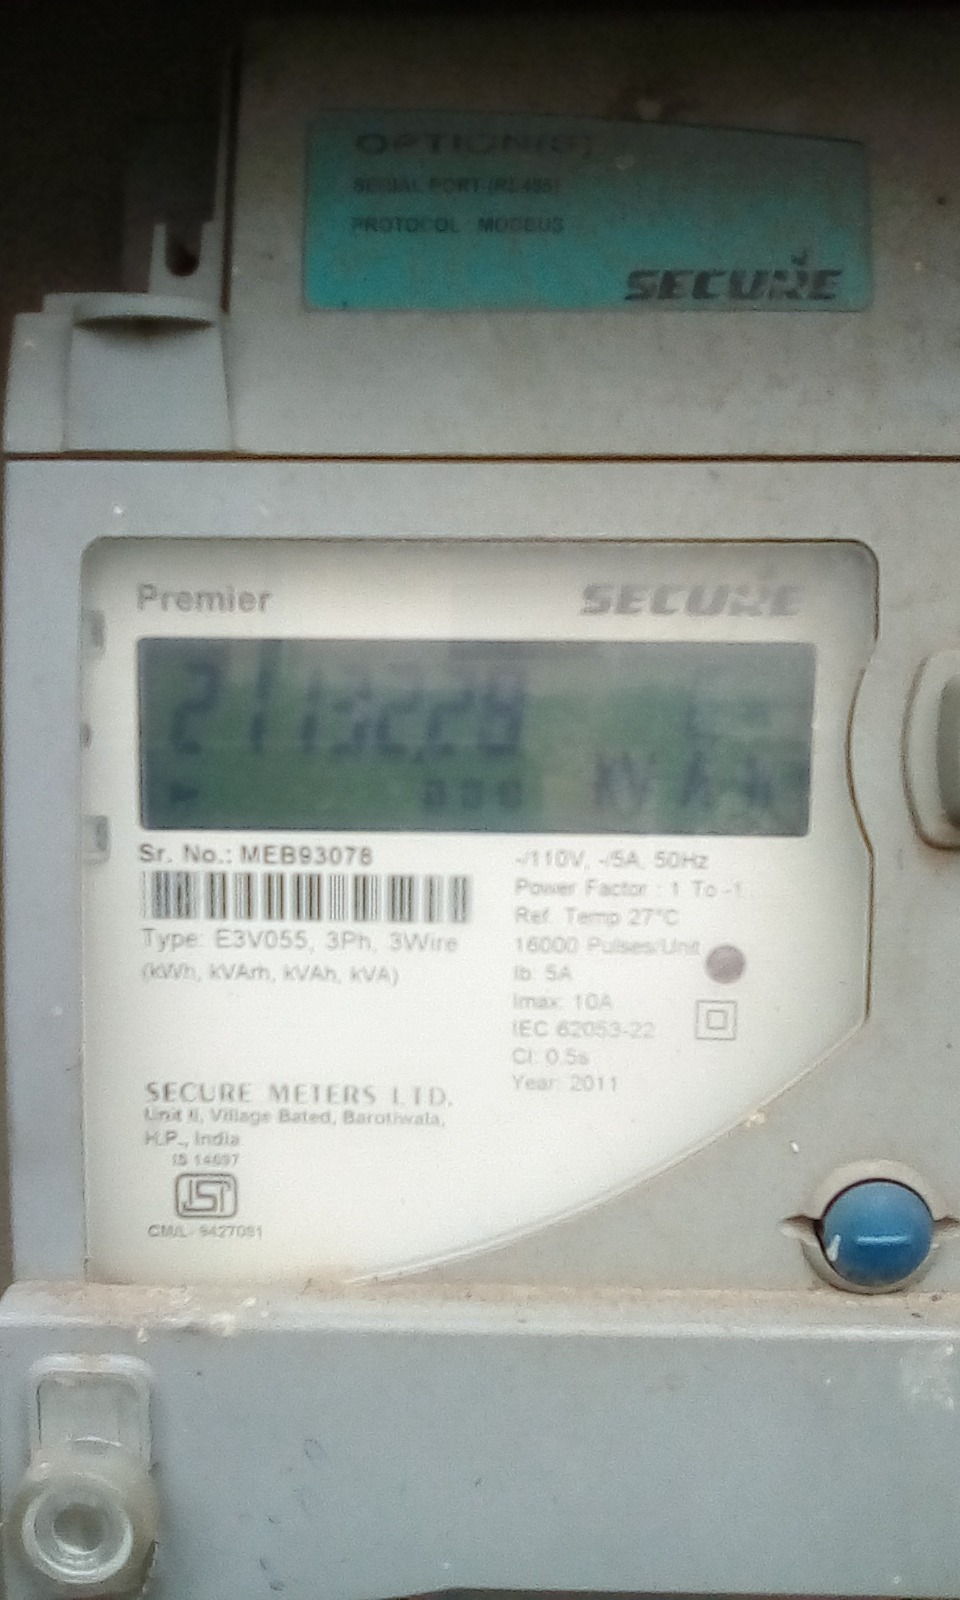 OPTION(S)
SERIAL PORT-(RS485)
PROTOCOL MODBUS
SECURE
Premier SECURE
kVAh
Sr. No.: MEB93078
-/110V, -/5A, 50Hz
Power Factor : 1 To -1
Ref. Temp 27°C
Type: E3V055, 3Ph, 3Wire
16000 Pulses/Unit
(kWh, kVArh, kVAh, kVA)
Ib 5A
Imax: 10A
IEC 62053-22
Cl: 0.5s
Year: 2011
SECURE METERS LTD.
Unit II, Village Bated, Barotiwala,
H.P., India
IS 14697
CM/L- 9427081